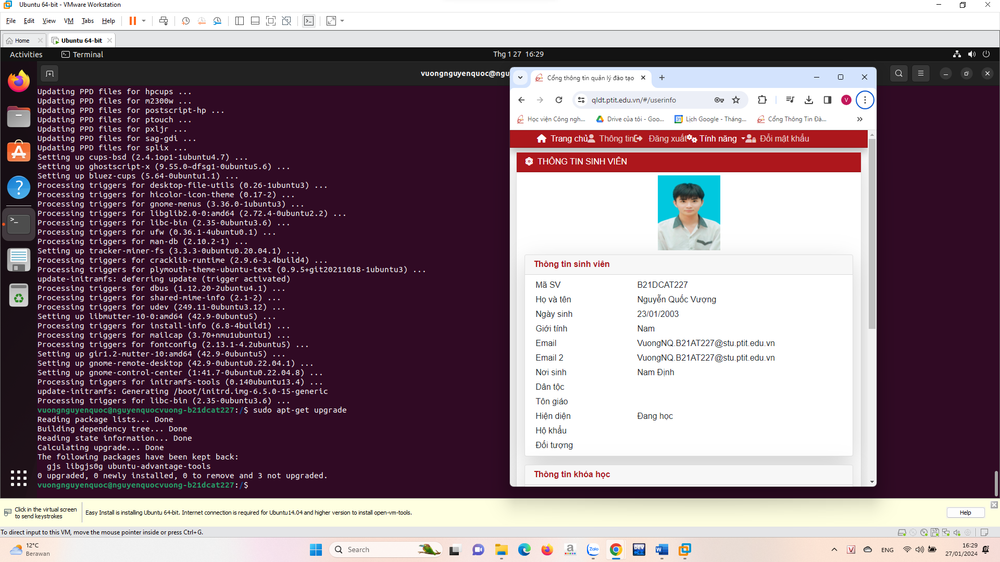 Ubuntu 64-bit - VMware Workstation
File Edit View VM Tabs Help
Home
Ubuntu 64-bit
Activities
Terminal
Thg 1 27 16:29
vuongnguyenquoc@ngu
Updating PPD files for hpcups ...
Updating PPD files for m2300w ...
Updating PPD files for postscript-hp ...
Updating PPD files for ptouch ...
Updating PPD files for pxljr ...
Updating PPD files for sag-gdi ...
Updating PPD files for splix ...
Setting up cups-bsd (2.4.1op1-1ubuntu4.7) ...
Setting up ghostscript-x (9.55.0~dfsg1-0ubuntu5.6) ...
Setting up bluez-cups (5.64-0ubuntu1.1) ...
Processing triggers for desktop-file-utils (0.26-1ubuntu3) ...
Processing triggers for hicolor-icon-theme (0.17-2) ...
Processing triggers for gnome-menus (3.36.0-1ubuntu3) ...
Processing triggers for libglib2.0-0:amd64 (2.72.4-0ubuntu2.2) ...
Processing triggers for libc-bin (2.35-0ubuntu3.6) ...
Processing triggers for ufw (0.36.1-4ubuntu0.1) ...
Processing triggers for man-db (2.10.2-1) ...
Setting up tracker-miner-fs (3.3.3-0ubuntu0.20.04.1) ...
Processing triggers for cracklib-runtime (2.9.6-3.4build4) ...
Processing triggers for plymouth-theme-ubuntu-text (0.9.5+git20211018-1ubuntu3) ...
update-initramfs: deferring update (trigger activated)
Processing triggers for dbus (1.12.20-2ubuntu4.1) ...
Processing triggers for shared-mime-info (2.1-2) ...
Processing triggers for udev (249.11-0ubuntu3.12) ...
Setting up libmutter-10-0:amd64 (42.9-0ubuntu5) ...
Processing triggers for install-info (6.8-4build1) ...
Processing triggers for mailcap (3.70+nmu1ubuntu1) ...
Processing triggers for fontconfig (2.13.1-4.2ubuntu5) ...
Setting up gir1.2-mutter-10:amd64 (42.9-0ubuntu5) ...
Setting up gnome-remote-desktop (42.9-0ubuntu0.22.04.1) ...
Setting up gnome-control-center (1:41.7-0ubuntu0.22.04.8) ...
Processing triggers for initramfs-tools (0.140ubuntu13.4) ...
update-initramfs: Generating /boot/initrd.img-6.5.0-15-generic
Processing triggers for libc-bin (2.35-0ubuntu3.6) ...
vuongnguyenquoc@nguyenquocvuong-b21dcat227:/$ sudo apt-get upgrade
Reading package lists... Done
Building dependency tree... Done
Reading state information... Done
Calculating upgrade... Done
The following packages have been kept back:
gjs libgjs0g ubuntu-advantage-tools
0 upgraded, 0 newly installed, 0 to remove and 3 not upgraded.
vuongnguyenquoc@nguyenquocvuong-b21dcat227:/$
Cổng thông tin quản lý đào tạo
qldt.ptit.edu.vn/#/userinfo
V
Học viện Công ngh...
Drive của tôi - Goo...
31 Lịch Google - Tháng...
Cổng Thông Tin Đà...
Trang chủ Thông tin Đăng xuất Tính năng Đổi mật khẩu
THÔNG TIN SINH VIÊN
Thông tin sinh viên
Mã SV B21DCAT227
Họ và tên Nguyễn Quốc Vượng
Ngày sinh 23/01/2003
Giới tính Nam
Email VuongNQ.B21AT227@stu.ptit.edu.vn
Email 2 VuongNQ.B21AT227@stu.ptit.edu.vn
Nơi sinh Nam Định
Dân tộc
Tôn giáo
Hiện diện Đang học
Hộ khẩu
Đối tượng
Thông tin khóa học
Click in the virtual screen
to send keystrokes
Easy Install is installing Ubuntu 64-bit. Internet connection is required for Ubuntu14.04 and higher version to install open-vm-tools.
Help
To direct input to this VM, move the mouse pointer inside or press Ctrl+G.
12°C
Berawan
Search
a
Zalo
DEV
W
V
ENG
16:29
27/01/2024